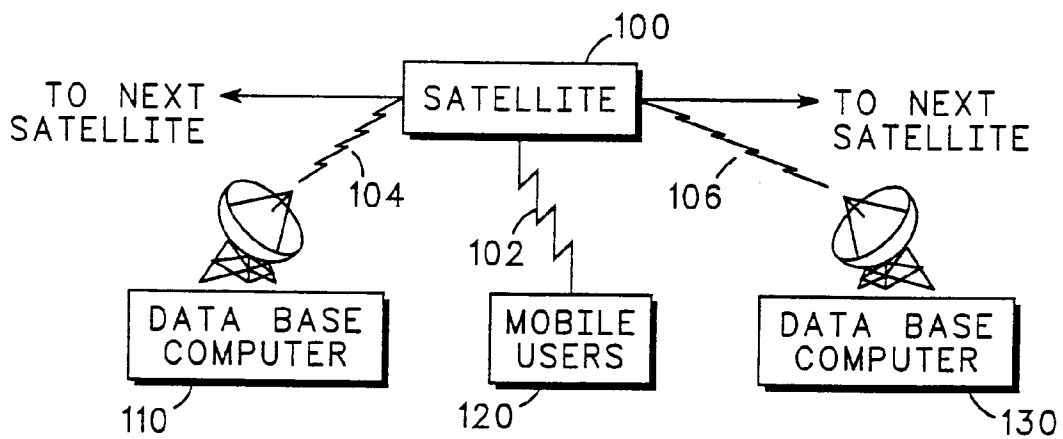 100
TO NEXT
SATELLITE
SATELLITE
TO NEXT
SATELLITE
104
102
106
DATA BASE
COMPUTER
MOBILE
USERS
DATA BASE
COMPUTER
110
120
130